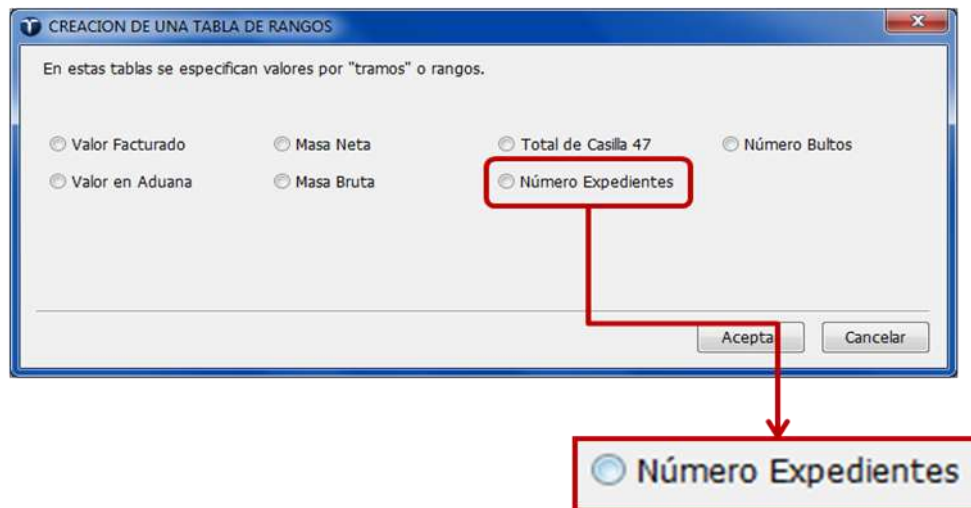 CREACION DE UNA TABLA DE RANGOS
En estas tablas se especifican valores por "tramos" o rangos.
Valor Facturado Masa Neta Total de Casilla 47 Número Bultos
Valor en Aduana Masa Bruta Número Expedientes
Acepta Cancelar
Número Expedientes